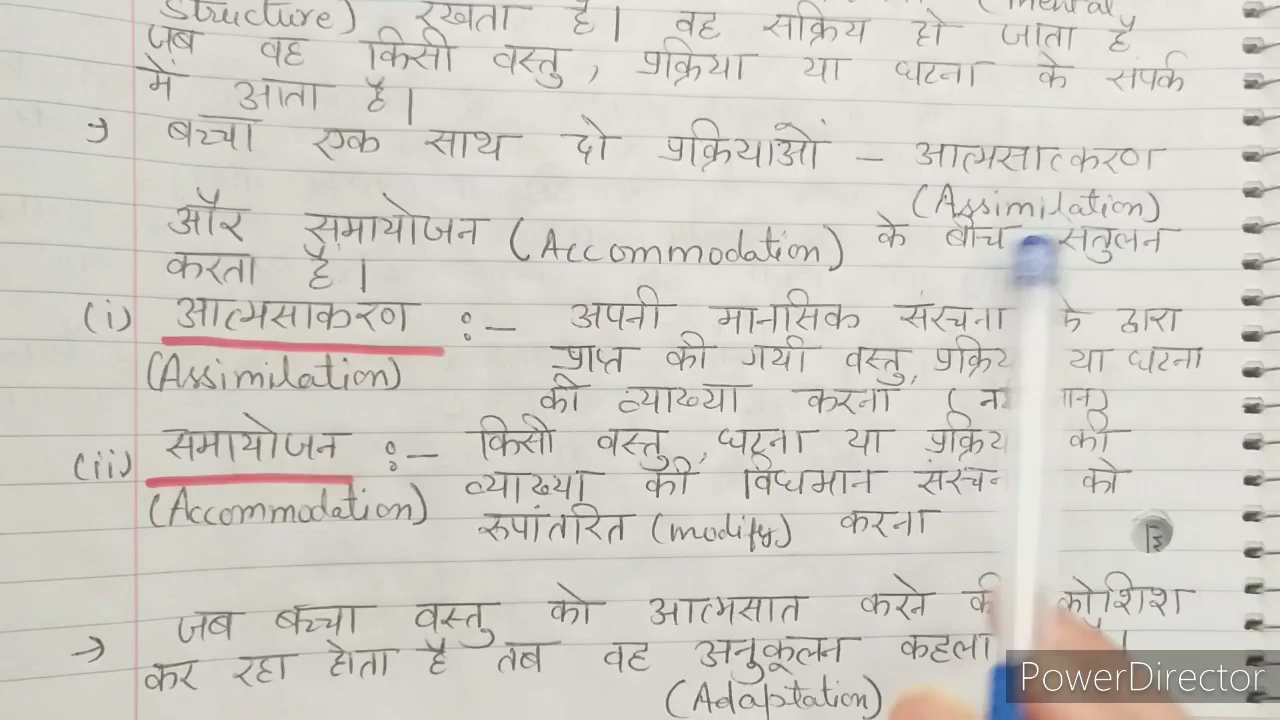 Structure) रखता है। वह सक्रिय हो जाता है
जब वह किसी वस्तु, प्रक्रिया या घटना के संपर्क
में आता है।
→ बच्चा एक साथ दो प्रक्रियाओं – आत्मसात्करण
(Assimilation)
और समायोजन (Accommodation) के बीच संतुलन
करता है।
(i) आत्मसाकरण :- अपनी मानसिक संरचना के द्वारा
(Assimilation) प्राप्त की गयी वस्तु, प्रक्रिय या घटना
की व्याख्या करना
(iii) समायोजन :- किसी वस्तु, घटना या प्रक्रिय की
व्याख्या की विधमान संरचन को
(Accommodation) रूपांतरित (modify) करना
→ जब बच्चा वस्तु को आत्मसात करने की कोशिश
कर रहा होता है तब वह अनुकूलन कहला
(Adaptation)
PowerDirector